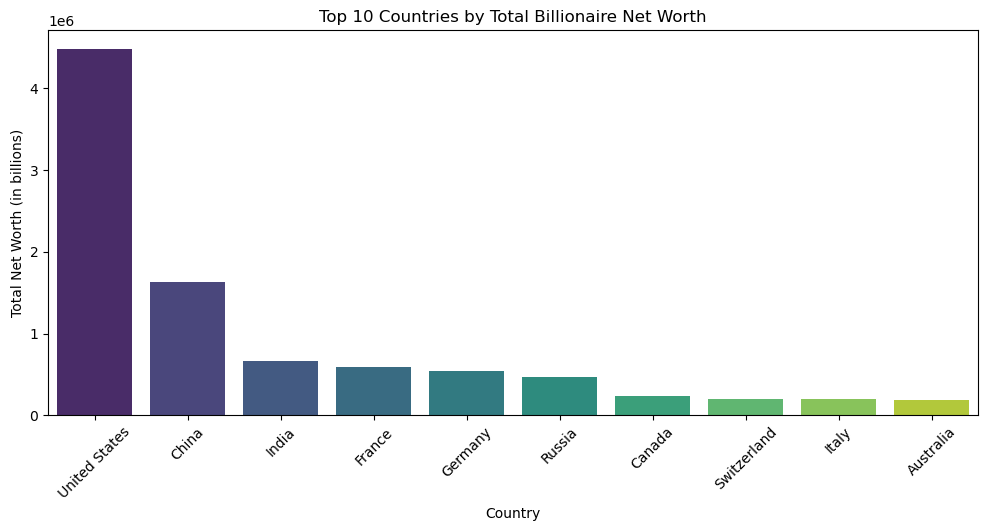 Top 10 Countries by Total Billionaire Net Worth
1e6
Total Net Worth (in billions)
4
3
2
1
0
United States
China
India
France
Germany
Russia
Canada
Switzerland
Italy
Australia
Country